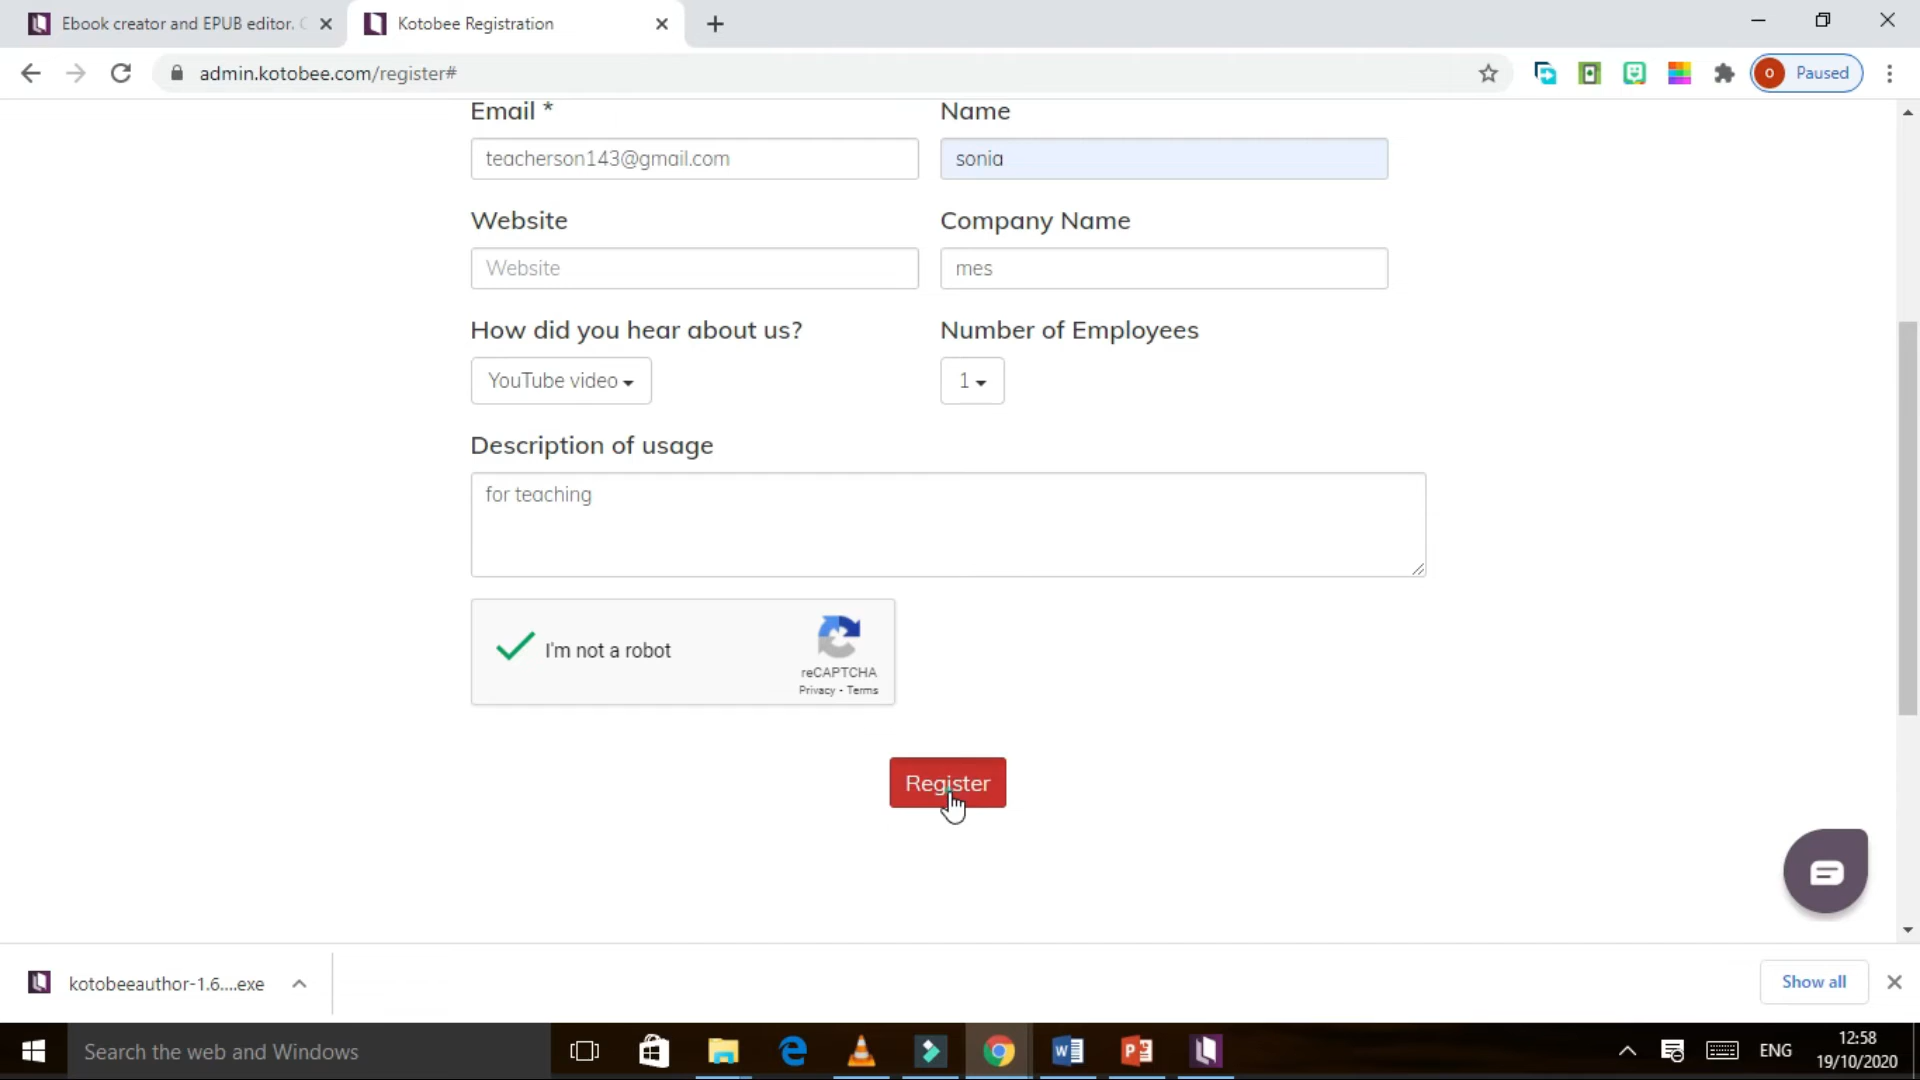 Ebook creator and EPUB editor.
Kotobee Registration
admin.kotobee.com/register#
o
Paused
Email *
Name
teacherson143@gmail.com
sonia
Website
Company Name
Website
mes
How did you hear about us?
Number of Employees
YouTube video
1
Description of usage
for teaching
I'm not a robot
reCAPTCHA
Privacy - Terms
Register
kotobeeauthor-1.6....exe
Show all
Search the web and Windows
ENG
12:58
19/10/2020